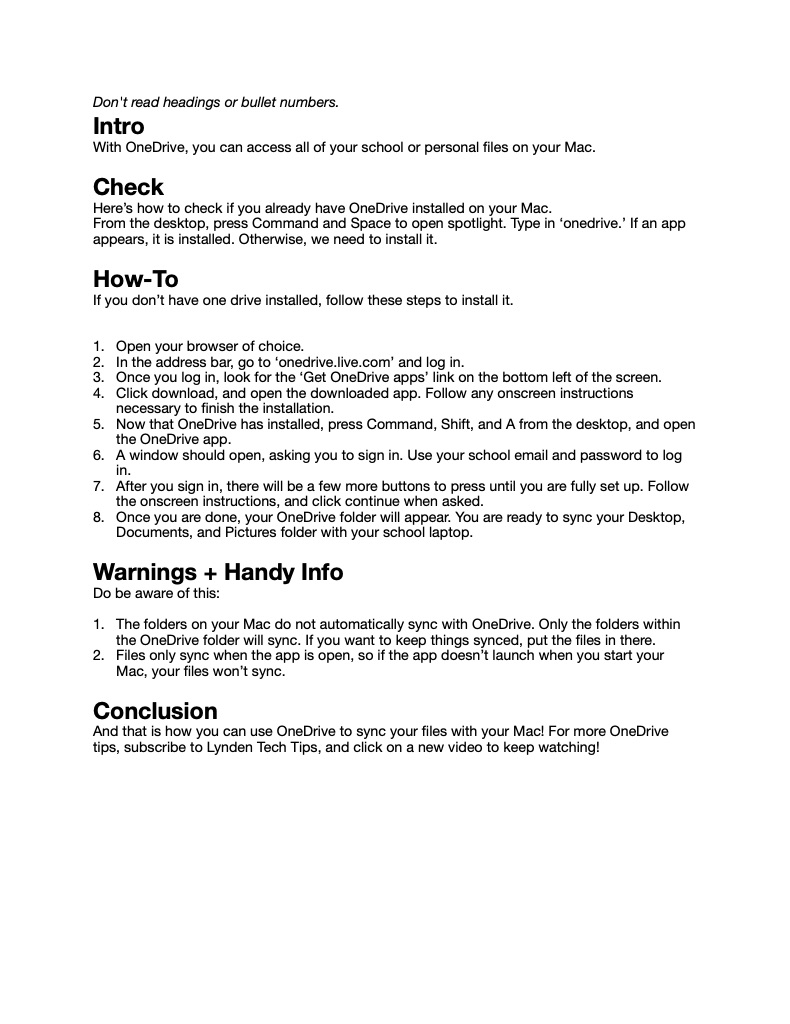 Don't read headings or bullet numbers.
Intro
With OneDrive, you can access all of your school or personal files on your Mac.
Check
Here’s how to check if you already have OneDrive installed on your Mac.
From the desktop, press Command and Space to open spotlight. Type in ‘onedrive.’ If an app
appears, it is installed. Otherwise, we need to install it.
How-To
If you don’t have one drive installed, follow these steps to install it.
1. Open your browser of choice.
2. In the address bar, go to ‘onedrive.live.com’ and log in.
3. Once you log in, look for the ‘Get OneDrive apps’ link on the bottom left of the screen.
4. Click download, and open the downloaded app. Follow any onscreen instructions
necessary to finish the installation.
5. Now that OneDrive has installed, press Command, Shift, and A from the desktop, and open
the OneDrive app.
6. A window should open, asking you to sign in. Use your school email and password to log
in.
7. After you sign in, there will be a few more buttons to press until you are fully set up. Follow
the onscreen instructions, and click continue when asked.
8. Once you are done, your OneDrive folder will appear. You are ready to sync your Desktop,
Documents, and Pictures folder with your school laptop.
Warnings + Handy Info
Do be aware of this:
1. The folders on your Mac do not automatically sync with OneDrive. Only the folders within
the OneDrive folder will sync. If you want to keep things synced, put the files in there.
2. Files only sync when the app is open, so if the app doesn’t launch when you start your
Mac, your files won’t sync.
Conclusion
And that is how you can use OneDrive to sync your files with your Mac! For more OneDrive
tips, subscribe to Lynden Tech Tips, and click on a new video to keep watching!